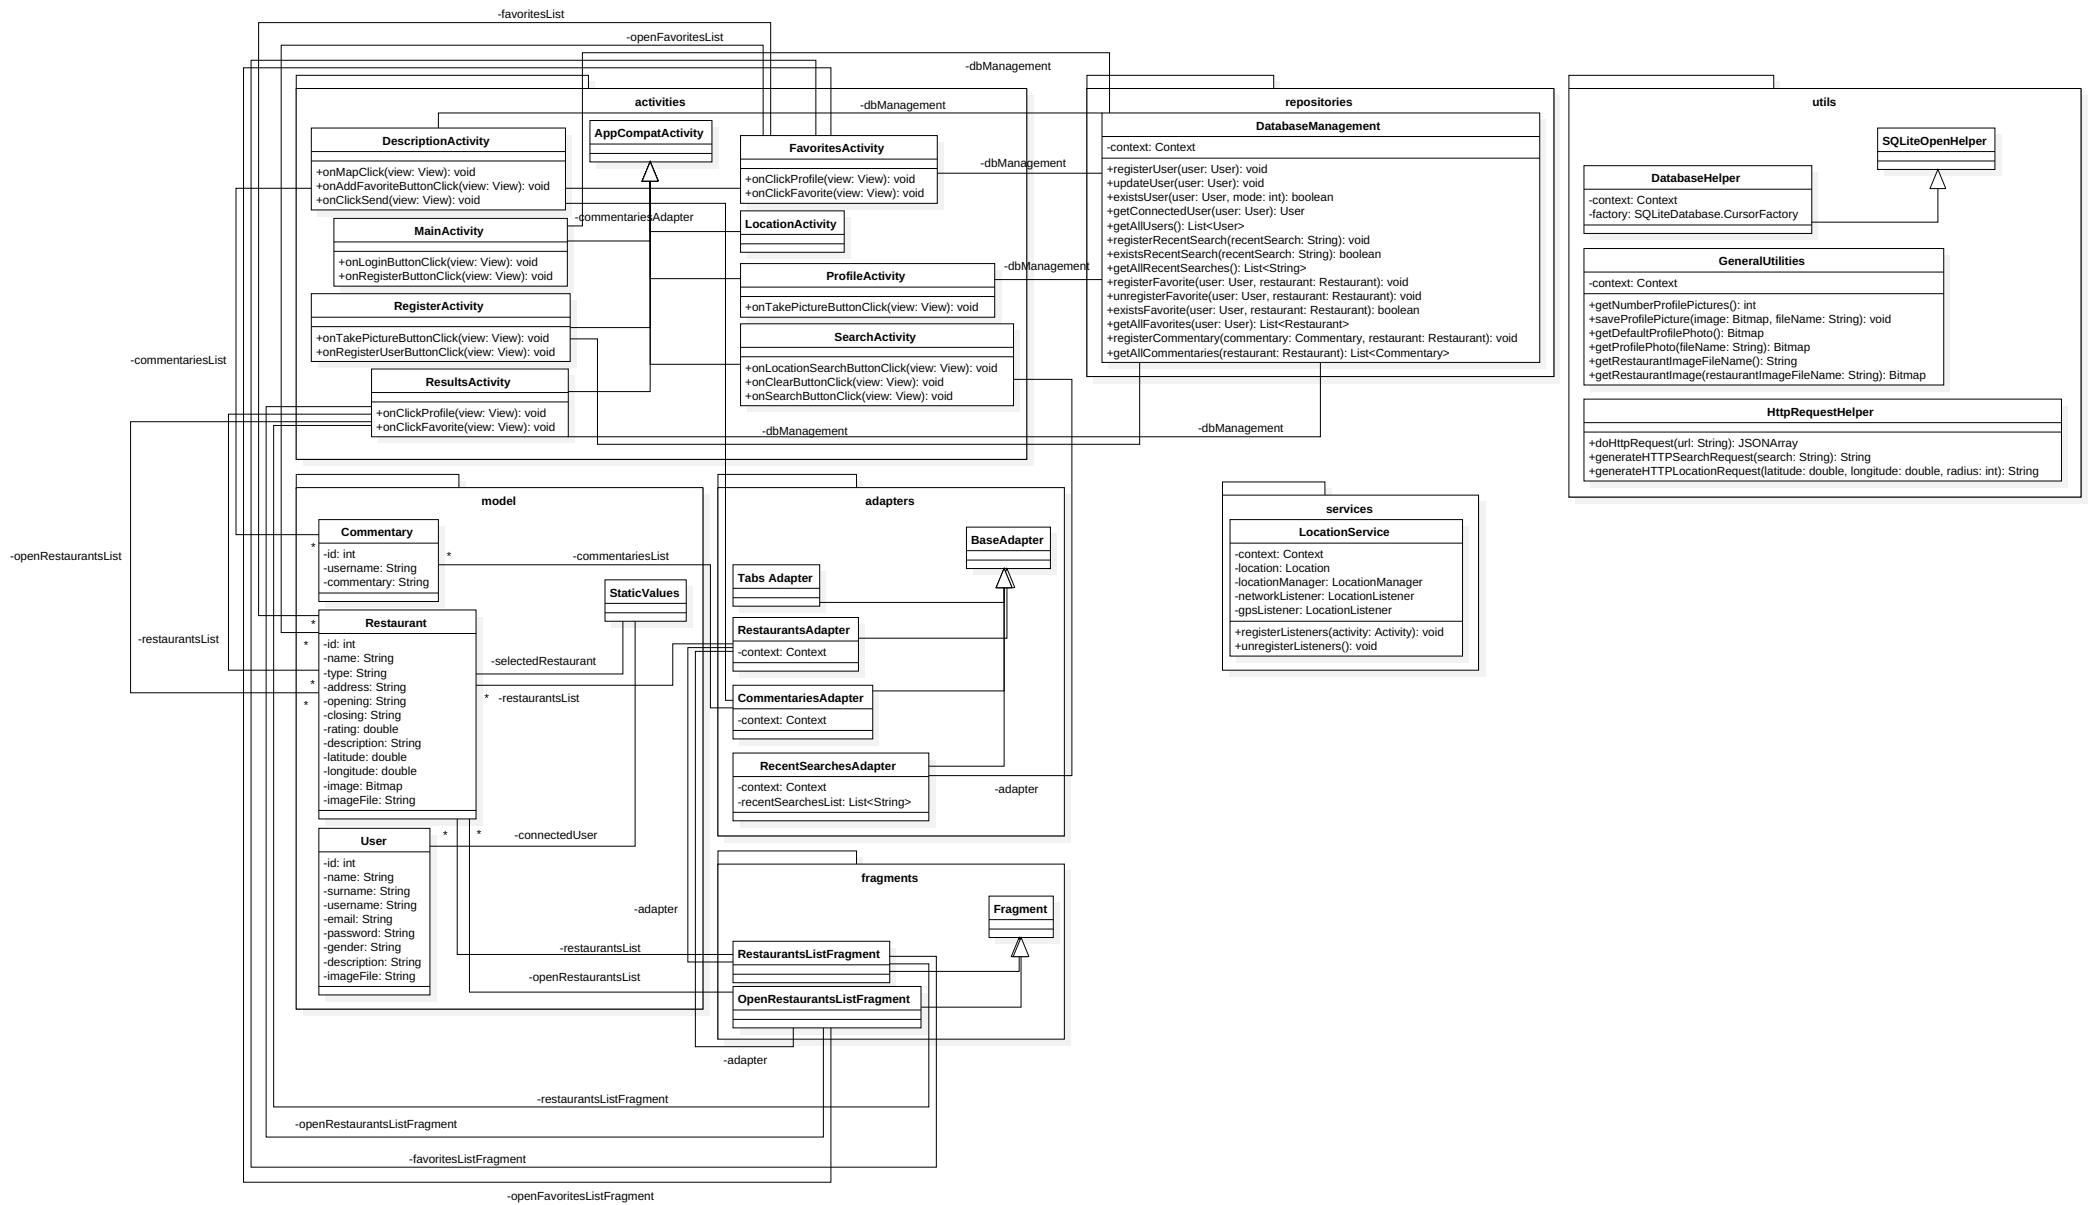 -favoritesList
-openFavoritesList
-dbManagement
activities
-dbManagement
DescriptionActivity
+onMapClick(view: View): void
+onAddFavoriteButtonClick(view: View): void
+onClickSend(view: View): void
AppCompatActivity
FavoritesActivity
+onClickProfile(view: View): void
+onClickFavorite(view: View): void
-dbManagement
-commentariesAdapter
LocationActivity
MainActivity
+onLoginButtonClick(view: View): void
+onRegisterButtonClick(view: View): void
ProfileActivity
+onTakePictureButtonClick(view: View): void
-dbManagement
RegisterActivity
+onTakePictureButtonClick(view: View): void
+onRegisterUserButtonClick(view: View): void
SearchActivity
+onLocationSearchButtonClick(view: View): void
+onClearButtonClick(view: View): void
+onSearchButtonClick(view: View): void
ResultsActivity
+onClickProfile(view: View): void
+onClickFavorite(view: View): void
-dbManagement
-dbManagement
repositories
DatabaseManagement
-context: Context
+registerUser(user: User): void
+updateUser(user: User): void
+existsUser(user: User, mode: int): boolean
+getConnectedUser(user: User): User
+getAllUsers(): List<User>
+registerRecentSearch(recentSearch: String): void
+existsRecentSearch(recentSearch: String): boolean
+getAllRecentSearches(): List<String>
+registerFavorite(user: User, restaurant: Restaurant): void
+unregisterFavorite(user: User, restaurant: Restaurant): void
+existsFavorite(user: User, restaurant: Restaurant): boolean
+getAllFavorites(user: User): List<Restaurant>
+registerCommentary(commentary: Commentary, restaurant: Restaurant): void
+getAllCommentaries(restaurant: Restaurant): List<Commentary>
utils
SQLiteOpenHelper
DatabaseHelper
-context: Context
-factory: SQLiteDatabase.CursorFactory
GeneralUtilities
-context: Context
+getNumberProfilePictures(): int
+saveProfilePicture(image: Bitmap, fileName: String): void
+getDefaultProfilePhoto(): Bitmap
+getProfilePhoto(fileName: String): Bitmap
+getRestaurantImageFileName(): String
+getRestaurantImage(restaurantImageFileName: String): Bitmap
HttpRequestHelper
+doHttpRequest(url: String): JSONArray
+generateHTTPSearchRequest(search: String): String
+generateHTTPLocationRequest(latitude: double, longitude: double, radius: int): String
-commentariesList
-openRestaurantsList
-restaurantsList
model
Commentary
-id: int
-username: String
-commentary: String
*
*
-commentariesList
StaticValues
Restaurant
-id: int
-name: String
-type: String
-address: String
-opening: String
-closing: String
-rating: double
-description: String
-latitude: double
-longitude: double
-image: Bitmap
-imageFile: String
*
*
*
*
-selectedRestaurant
*
-restaurantsList
User
-id: int
-name: String
-surname: String
-username: String
-email: String
-password: String
-gender: String
-description: String
-imageFile: String
*
*
-connectedUser
-adapter
-restaurantsList
-openRestaurantsList
adapters
BaseAdapter
Tabs Adapter
RestaurantsAdapter
-context: Context
CommentariesAdapter
-context: Context
RecentSearchesAdapter
-context: Context
-recentSearchesList: List<String>
-adapter
services
LocationService
-context: Context
-location: Location
-locationManager: LocationManager
-networkListener: LocationListener
-gpsListener: LocationListener
+registerListeners(activity: Activity): void
+unregisterListeners(): void
fragments
Fragment
RestaurantsListFragment
OpenRestaurantsListFragment
-adapter
-restaurantsListFragment
-openRestaurantsListFragment
-favoritesListFragment
-openFavoritesListFragment